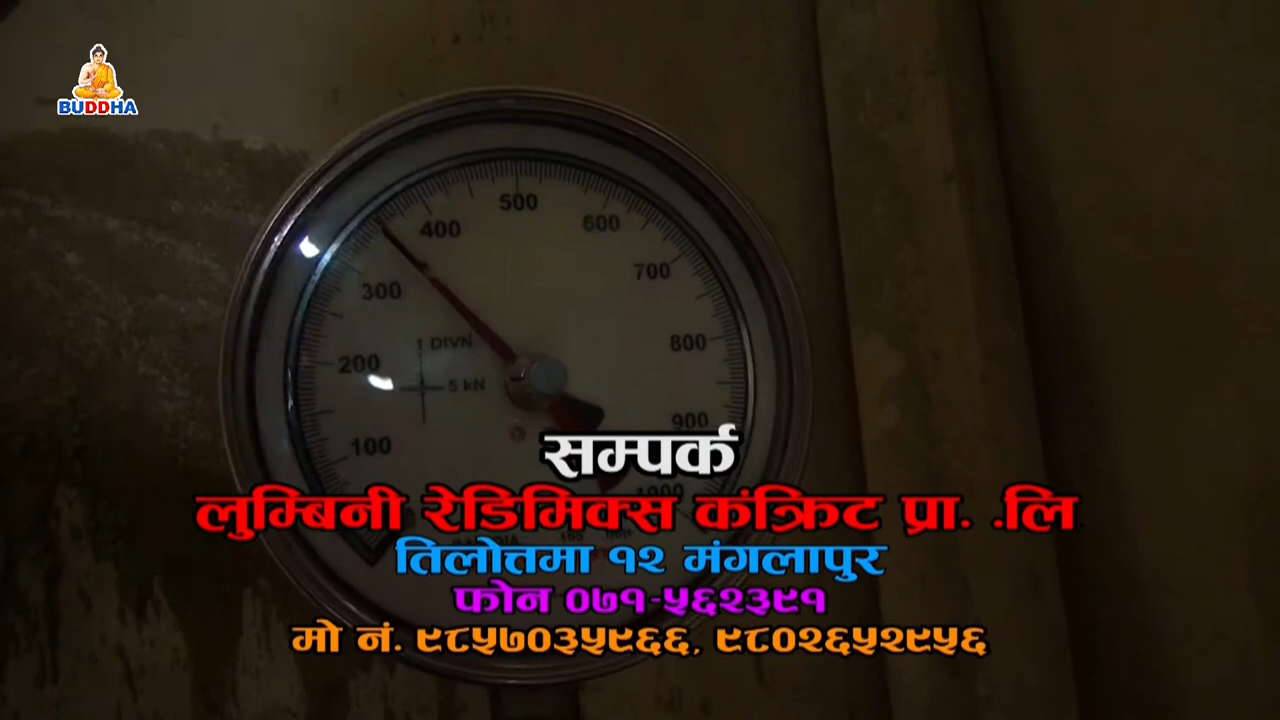 BUDDHA
500
400
600
300
700
1 DIVN
800
200
5 kN
900
100
सम्पर्क
1000
लुम्बिनी रेडिमिक्स कंक्रिट प्रा. .लि
तिलोत्तमा १२ मंगलापुर
फोन ०७१-५६२३९१
मो नं. ९८५७०३५९६६, ९८०२६५२९५६